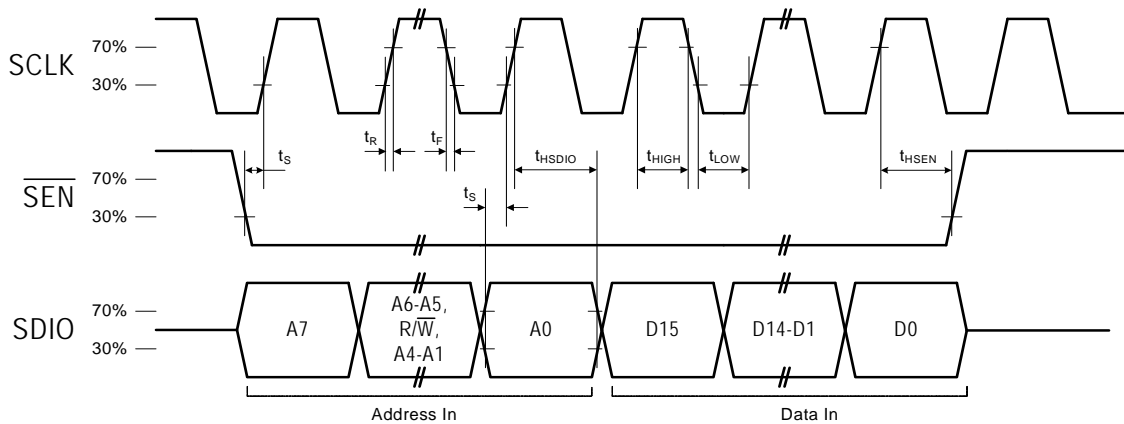 SCLK
70%
30%
tR
tF
tS
tHSDIO
tHIGH
tLOW
tHSEN
SEN
70%
30%
tS
SDIO
70%
30%
A7
A6-A5,
R/W,
A4-A1
A0
D15
D14-D1
D0
Address In
Data In